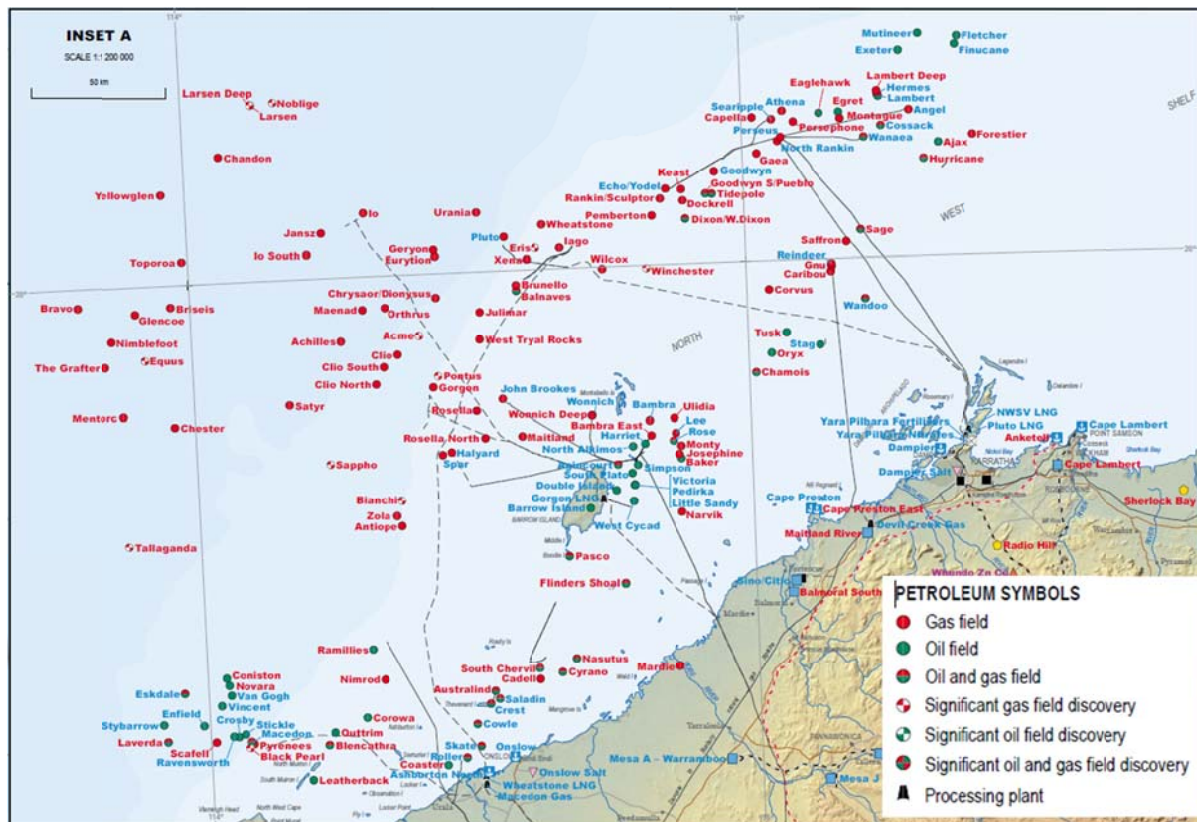 INSET A
SCALE 1:1 200 000
50 km
114°
116°
Mutineer
Fletcher
Exeter
Finucane
Lambert Deep
Eaglehawk
Hermes
Larsen Deep
Noblige
Egret
Lambert
SHELF
Larsen
Searipple
Athena
Angel
Capella
Montague
Perseus
Persephone
Cossack
Forestier
Wanaea
Ajax
North Rankin
Chandon
Gaea
Hurricane
Keast
Goodwyn
Goodwyn S/Pueblo
Yellowglen
Echo/Yodel
Tidepole
Rankin/Sculptor
Dockrell
WEST
Io
Urania
Pemberton
Dixon/W.Dixon
Wheatstone
Sage
Jansz
Pluto
Eris
Iago
Saffron
Geryon
Reindeer
Io South
Eurytion
Xena
Wilcox
Winchester
Gnu
Toporoa
Caribou
20°
Brunello
Corvus
Chrysaor/Dionysus
Balnaves
Wandoo
Bravo
Briseis
Maenad
Orthrus
Julimar
Glencoe
Tusk
Nimblefoot
Achilles
Acme
West Tryal Rocks
NORTH
Stag
Clio
Oryx
Equus
The Grafter
Clio South
Pontus
Chamois
Clio North
Gorgon
John Brookes
Wonnich
Bambra
Satyr
Rosella
Wonnich Deep
Ulidia
Mentorc
Bambra East
Lee
Chester
Rosella North
Maitland
Harriet
Rose
North Alkimos
Monty
Halyard
Josephine
Spar
Simpson
Baker
Sappho
South Plato
Victoria
Double Island
Pedirka
Gorgon LNG
Little Sandy
Bianchi
Barrow Island
BARROW ISLAND
West Cycad
Narvik
Zola
Antiope
Tallaganda
Pasco
Flinders Shoal
NWSV LNG
Yara Pilbara Fertilisers
Pluto LNG
Cape Lambert
Yara Pilbara Nitrates
Anketell
POINT SAMSON
Dampier
KARRATHA
Dampier Salt
Cape Lambert
Cape Preston
Sherlock Bay
Cape Preston East
Devil Creek Gas
Maitland River
Radio Hill
Sino/Citic
Balmoral South
Mardie
Ramillies
Nasutus
South Chervil
Mardie
Nimrod
Cadell
Cyrano
Coniston
Novara
Australind
Eskdale
Van Gogh
Saladin
Vincent
Crest
Stybarrow
Enfield
Crosby
Stickle
Corowa
Cowle
Macedon
Outtrim
Laverda
Scafell
Pyrenees
Blencathra
Skate
Onslow
Ravensworth
Black Pearl
Roller
Coaster
Ashborton North
Onslow Salt
Leatherback
Wheatstone LNG
Macedon Gas
Mesa A – Warramboo
PANNAWONICA
Mesa J
114°
PETROLEUM SYMBOLS
Gas field
Oil field
Oil and gas field
Significant gas field discovery
Significant oil field discovery
Significant oil and gas field discovery
Processing plant